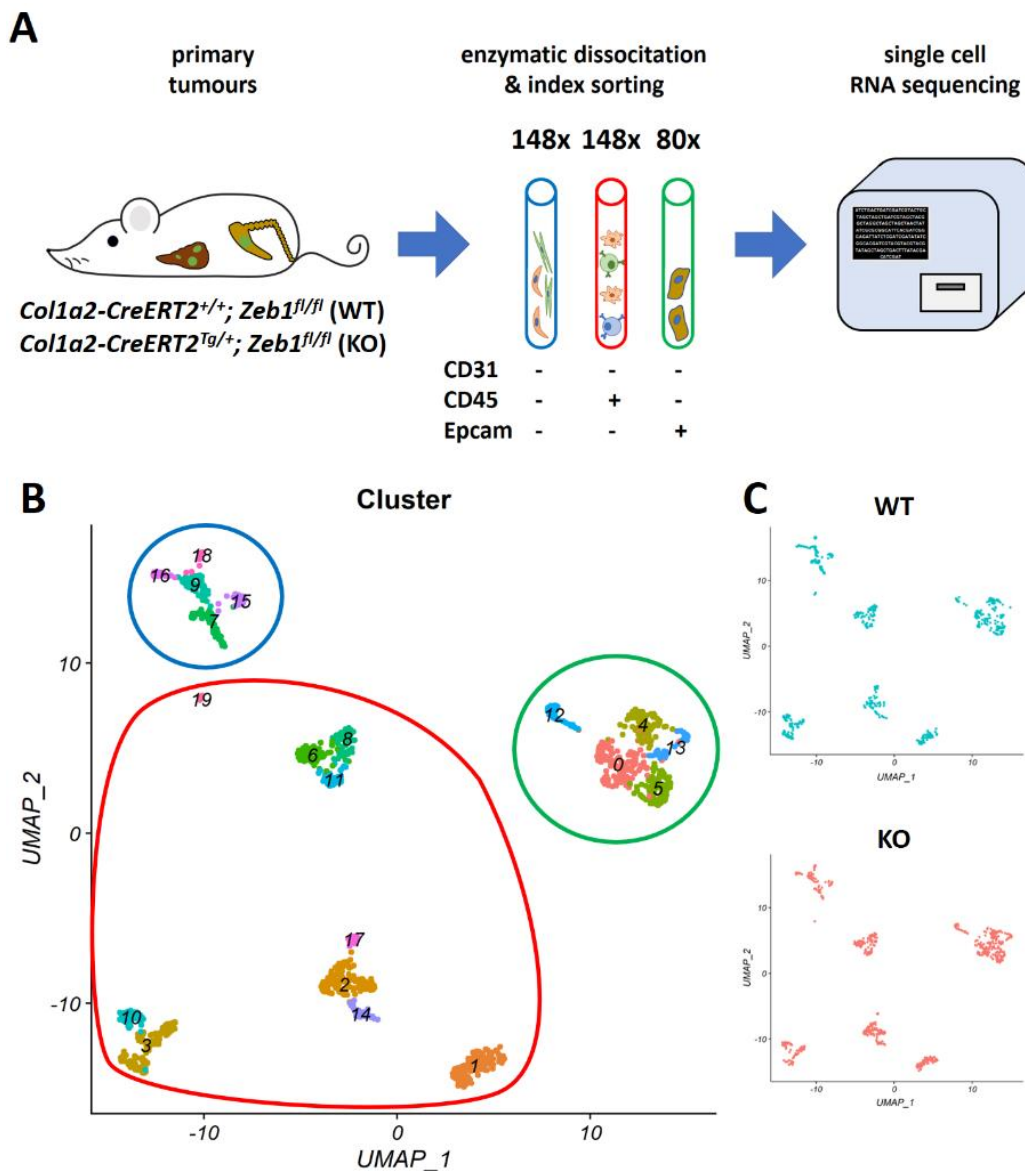 A
primary
tumours
enzymatic dissocitation
& index sorting
single cell
RNA sequencing
148x 148x 80x
Col1a2-CreERT2+/+; Zeb1fl/fl (WT)
Col1a2-CreERT2Tg/+; Zeb1fl/fl (KO)
CD31 - - -
CD45 - + -
Epcam - - +
B
Cluster
18
16
9
15
7
10
19
12
4
8
13
6
0
11
5
UMAP_2
0
17
2
-10
10
14
3
1
-10
0
10
UMAP_1
C
WT
10
UMAP_2
0
-10
-10
0
10
UMAP_1
KO
10
UMAP_2
0
-10
-10
0
10
UMAP_1